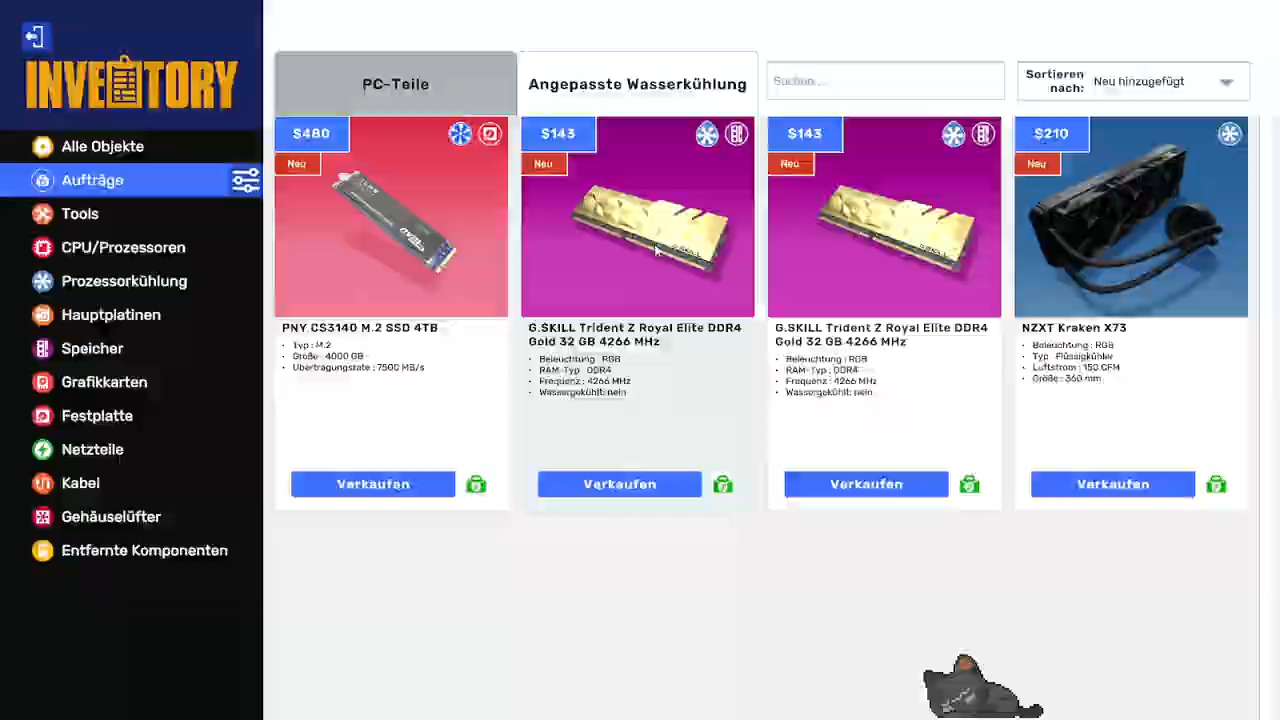 INVENTORY
Alle Objekte
Aufträge
Tools
CPU/Prozessoren
Prozessorkühlung
Hauptplatinen
Speicher
Grafikkarten
Festplatte
Netzteile
Kabel
Gehäuselüfter
Entfernte Komponenten
PC-Teile
Angepasste Wasserkühlung
Suchen ...
Sortieren nach:
Neu hinzugefügt
$480
Neu
PNY CS3140 M.2 SSD 4TB
Typ : M.2
Größe : 4000 GB
Übertragungsrate : 7500 MB/s
Verkaufen
$143
Neu
G.SKILL Trident Z Royal Elite DDR4
Gold 32 GB 4266 MHz
Beleuchtung : RGB
RAM-Typ : DDR4
Frequenz : 4266 MHz
Wassergekühlt: nein
Verkaufen
$143
Neu
G.SKILL Trident Z Royal Elite DDR4
Gold 32 GB 4266 MHz
Beleuchtung : RGB
RAM-Typ : DDR4
Frequenz : 4266 MHz
Wassergekühlt: nein
Verkaufen
$210
Neu
NZXT Kraken X73
Beleuchtung : RGB
Typ : Flüssigkühler
Luftstrom : 150 CFM
Größe : 360 mm
Verkaufen